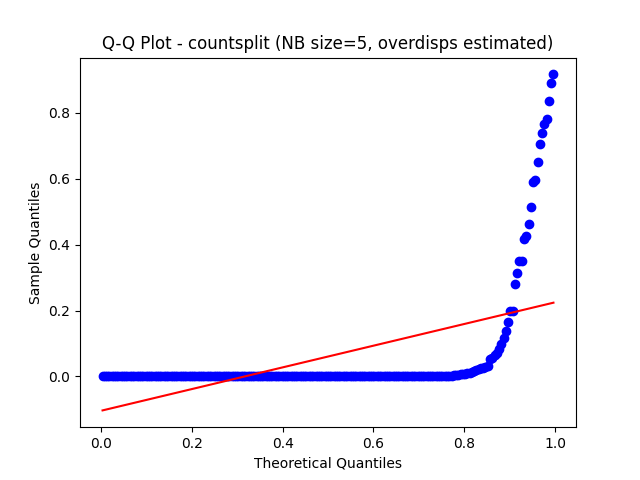 Q-Q Plot - countsplit (NB size=5, overdisps estimated)
Sample Quantiles
0.8
0.6
0.4
0.2
0.0
0.0 0.2 0.4 0.6 0.8 1.0
Theoretical Quantiles